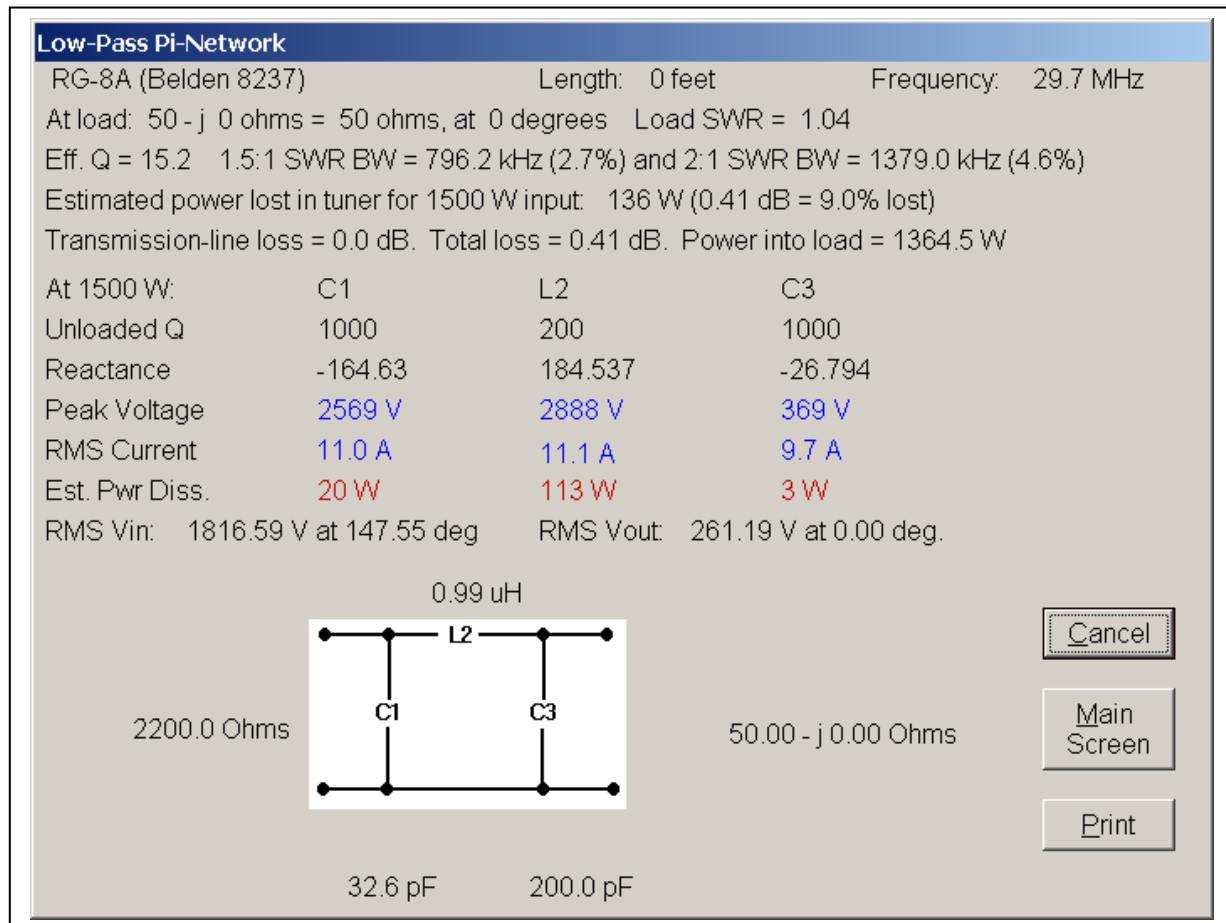 Low-Pass Pi-Network
RG-8A (Belden 8237) Length: 0 feet Frequency: 29.7 MHz
At load: 50 - j 0 ohms = 50 ohms, at 0 degrees Load SWR = 1.04
Eff. Q = 15.2 1.5:1 SWR BW = 796.2 kHz (2.7%) and 2:1 SWR BW = 1379.0 kHz (4.6%)
Estimated power lost in tuner for 1500 W input: 136 W (0.41 dB = 9.0% lost)
Transmission-line loss = 0.0 dB. Total loss = 0.41 dB. Power into load = 1364.5 W
At 1500 W: C1 L2 C3
Unloaded Q 1000 200 1000
Reactance -164.63 184.537 -26.794
Peak Voltage 2569 V 2888 V 369 V
RMS Current 11.0 A 11.1 A 9.7 A
Est. Pwr Diss. 20 W 113 W 3 W
RMS Vin: 1816.59 V at 147.55 deg RMS Vout: 261.19 V at 0.00 deg.
0.99 uH
L2
Cancel
C1 C3
2200.0 Ohms
50.00 - j 0.00 Ohms
Main
Screen
Print
32.6 pF 200.0 pF